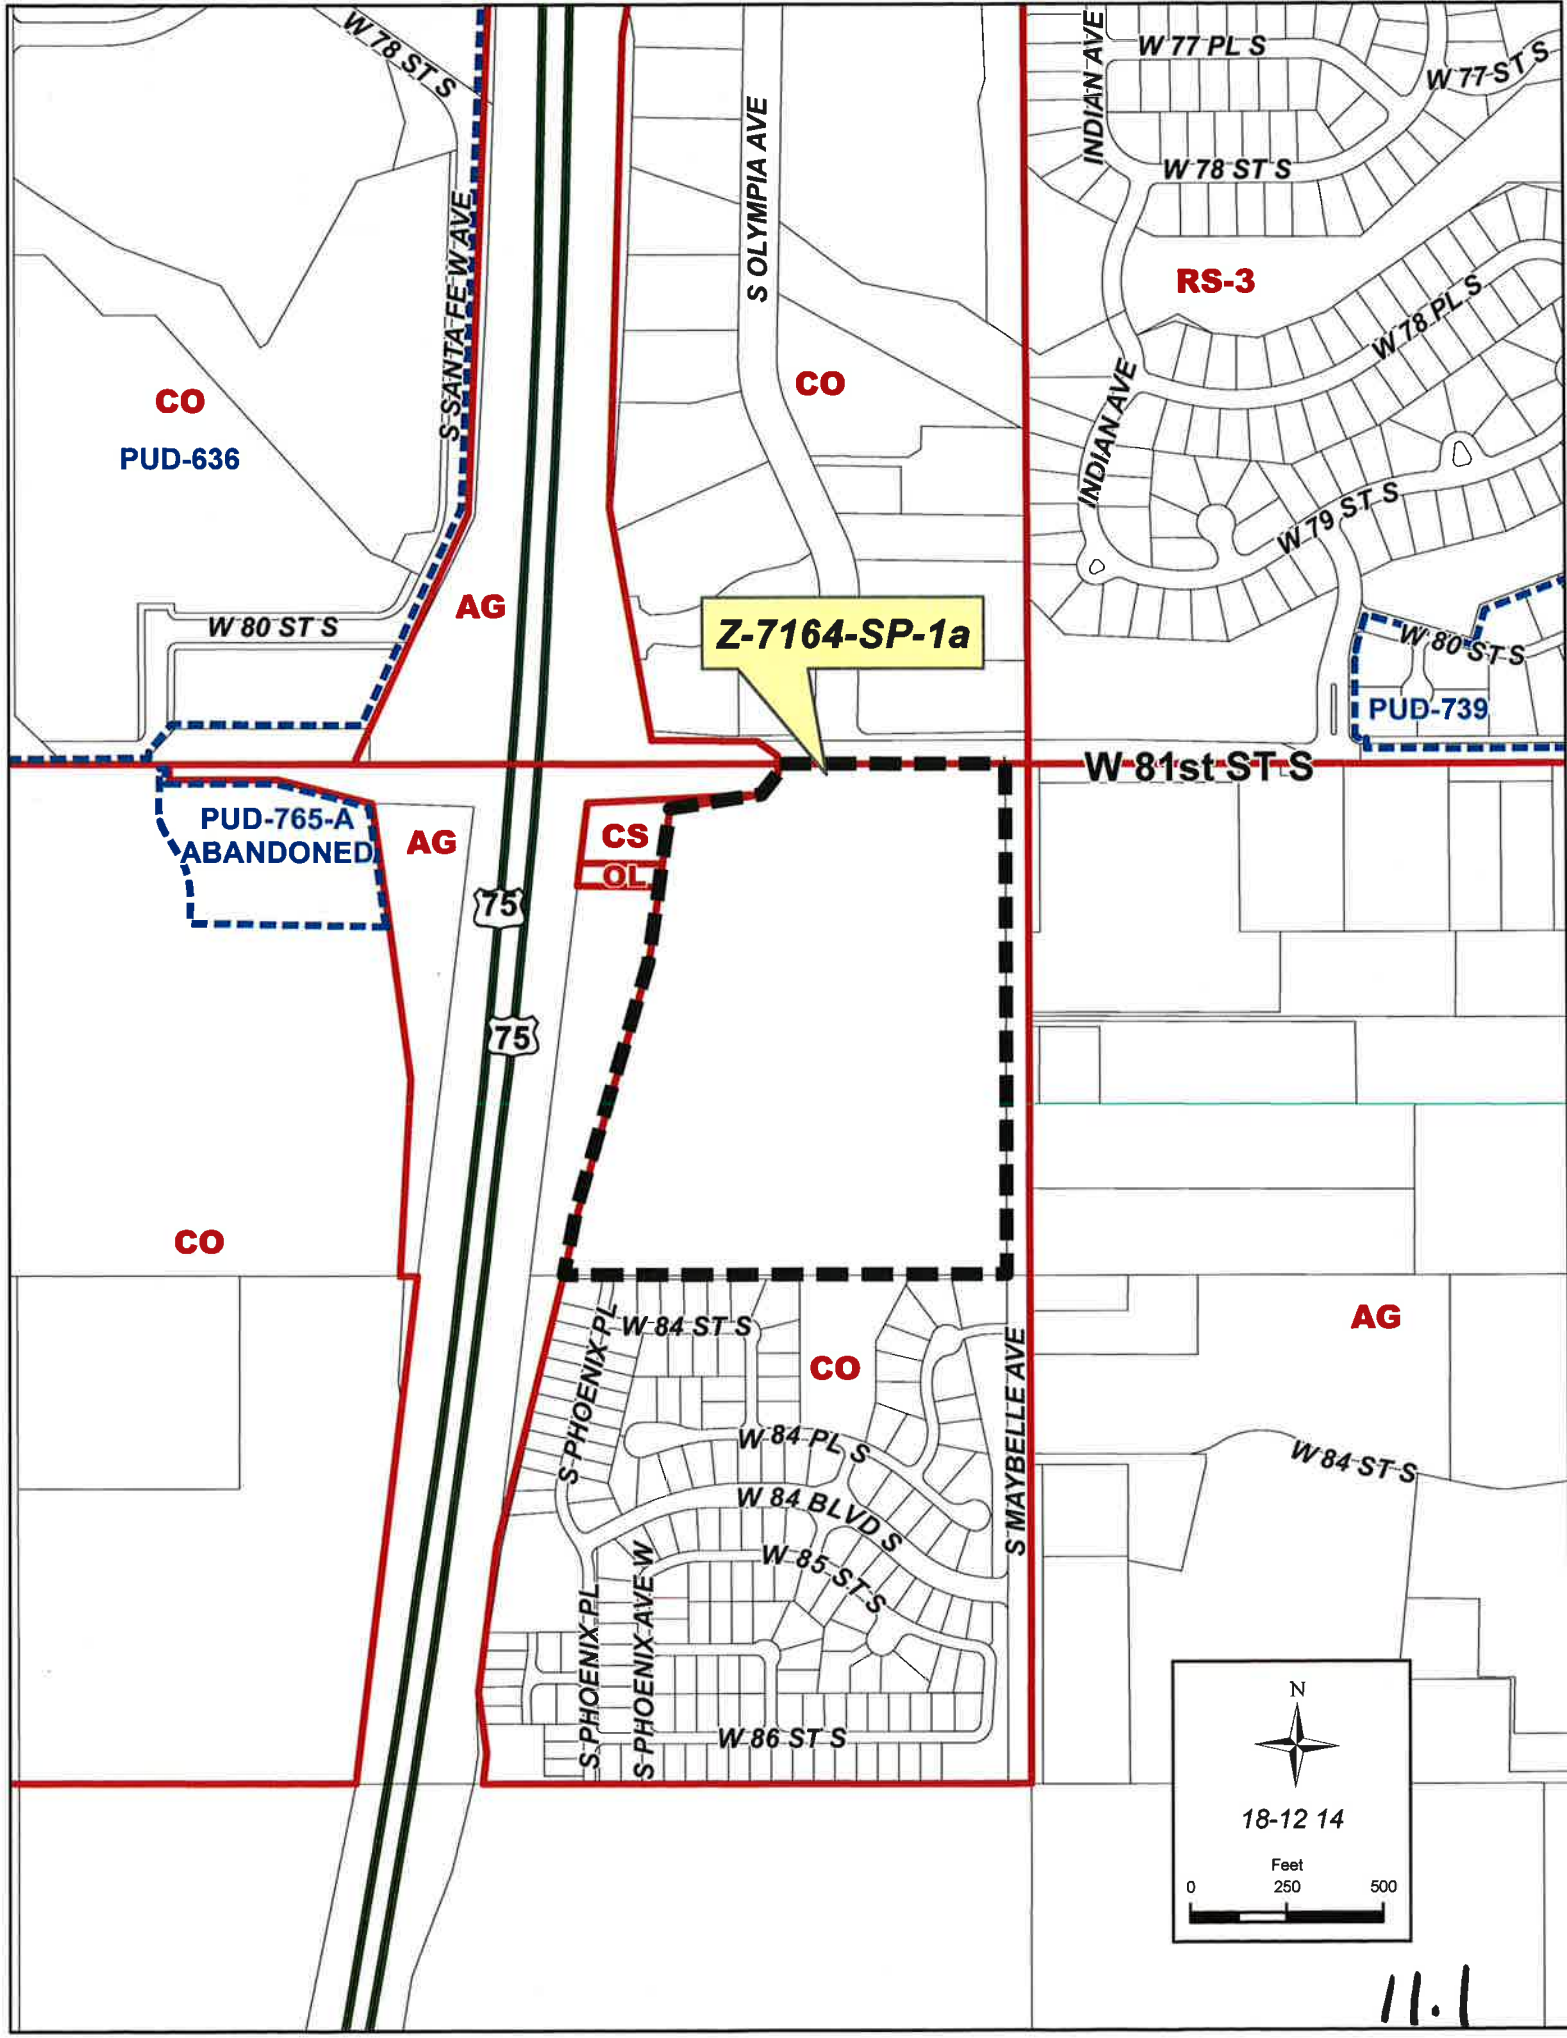 W 78 ST S
S SANTA FE W AVE
CO
PUD-636
W 80 ST S
AG
S OLYMPIA AVE
CO
INDIAN AVE
W 77 PL S
W 77 ST S
W 78 ST S
RS-3
W 78 PL S
INDIAN AVE
W 79 ST S
W 80 ST S
PUD-739
Z-7164-SP-1a
W 81st ST S
PUD-765-A
ABANDONED
AG
CS
OL
75
75
CO
W 84 ST S
S PHOENIX PL
CO
W 84 PL S
W 84 BLVD S
W 85 ST S
S MAYBELLE AVE
S PHOENIX PL
S PHOENIX AVE W
W 86 ST S
AG
W 84 ST S
N
18-12 14
Feet
0 250 500
11.1